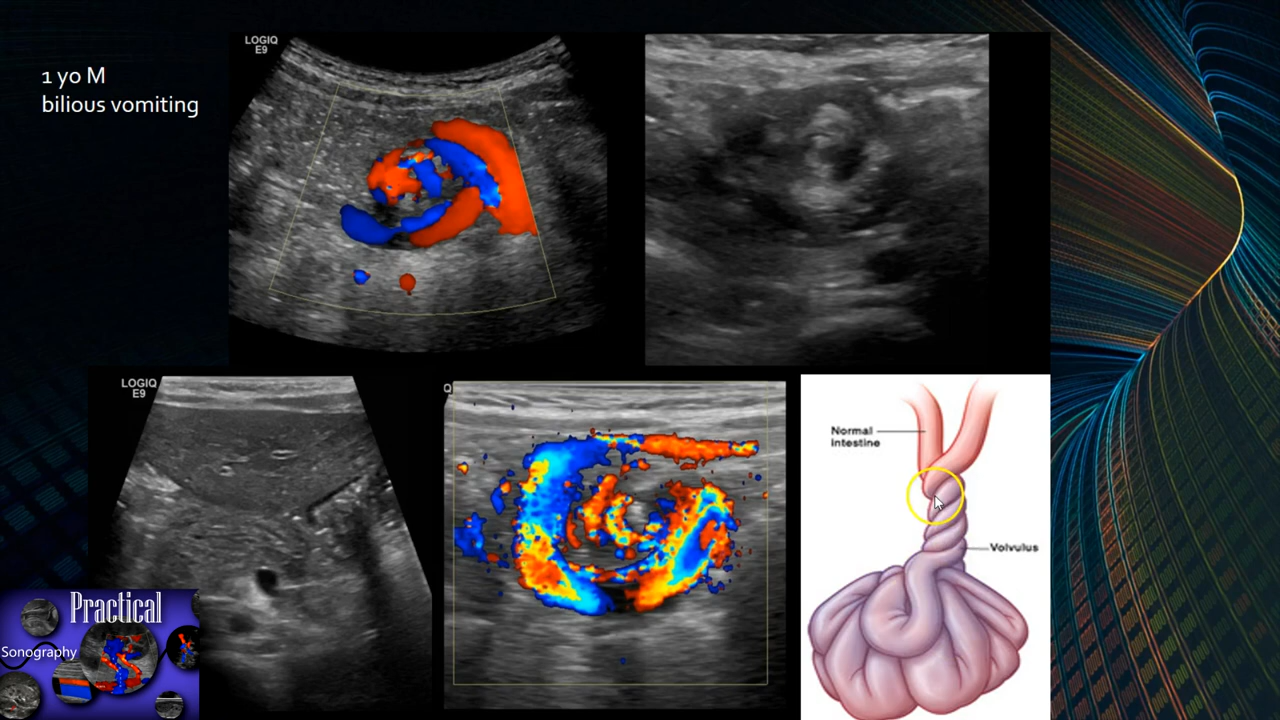 1 yo M
bilious vomiting
LOGIQ
E9
LOGIQ
E9
Normal
intestine
Volvulus
Practical
Sonography